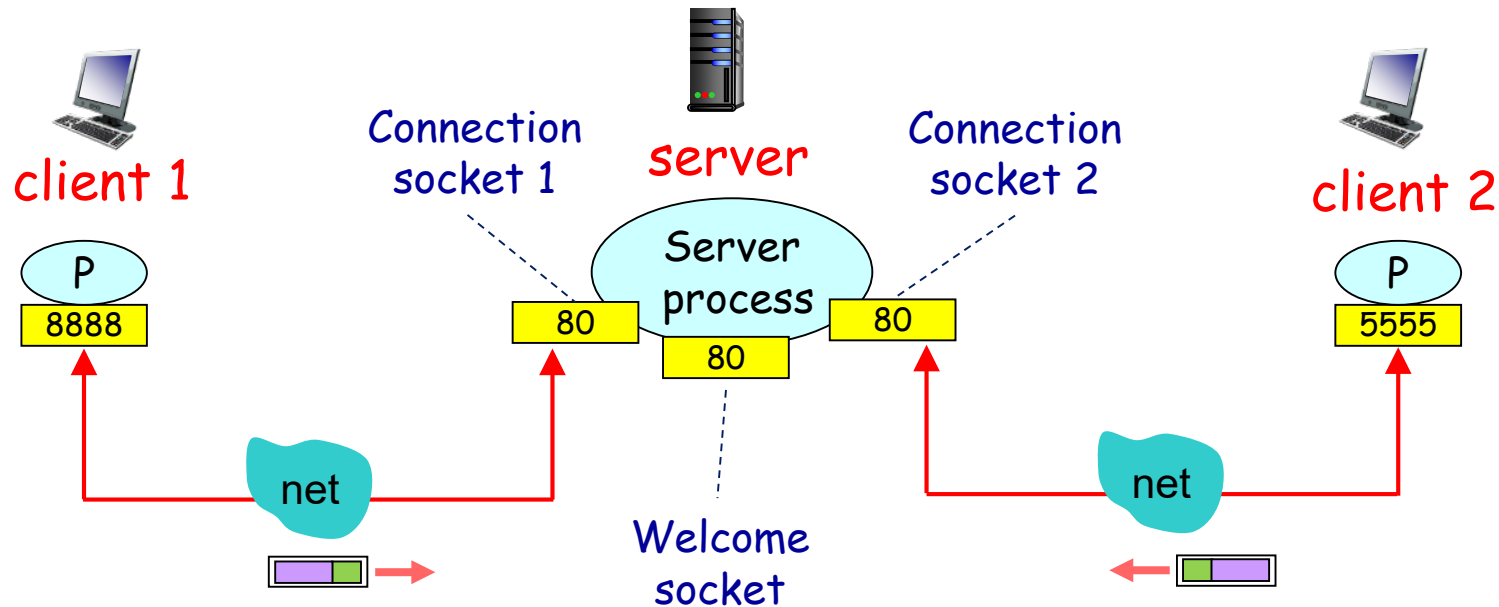 Connection
socket 1
server
Connection
socket 2
client 1
client 2
P
8888
Server
process
80
80
80
P
5555
net
net
Welcome
socket